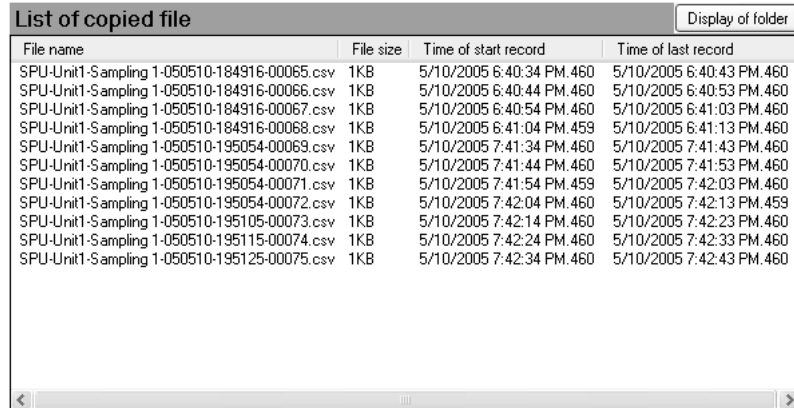 List of copied file Display of folder
File name File size Time of start record Time of last record
SPU-Unit1-Sampling 1-050510-184916-00065.csv 1KB 5/10/2005 6:40:34 PM.460 5/10/2005 6:40:43 PM.460
SPU-Unit1-Sampling 1-050510-184916-00066.csv 1KB 5/10/2005 6:40:44 PM.460 5/10/2005 6:40:53 PM.460
SPU-Unit1-Sampling 1-050510-184916-00067.csv 1KB 5/10/2005 6:40:54 PM.460 5/10/2005 6:41:03 PM.460
SPU-Unit1-Sampling 1-050510-184916-00068.csv 1KB 5/10/2005 6:41:04 PM.459 5/10/2005 6:41:13 PM.460
SPU-Unit1-Sampling 1-050510-195054-00069.csv 1KB 5/10/2005 7:41:34 PM.460 5/10/2005 7:41:43 PM.460
SPU-Unit1-Sampling 1-050510-195054-00070.csv 1KB 5/10/2005 7:41:44 PM.460 5/10/2005 7:41:53 PM.460
SPU-Unit1-Sampling 1-050510-195054-00071.csv 1KB 5/10/2005 7:41:54 PM.459 5/10/2005 7:42:03 PM.460
SPU-Unit1-Sampling 1-050510-195054-00072.csv 1KB 5/10/2005 7:42:04 PM.460 5/10/2005 7:42:13 PM.459
SPU-Unit1-Sampling 1-050510-195105-00073.csv 1KB 5/10/2005 7:42:14 PM.460 5/10/2005 7:42:23 PM.460
SPU-Unit1-Sampling 1-050510-195115-00074.csv 1KB 5/10/2005 7:42:24 PM.460 5/10/2005 7:42:33 PM.460
SPU-Unit1-Sampling 1-050510-195125-00075.csv 1KB 5/10/2005 7:42:34 PM.460 5/10/2005 7:42:43 PM.460